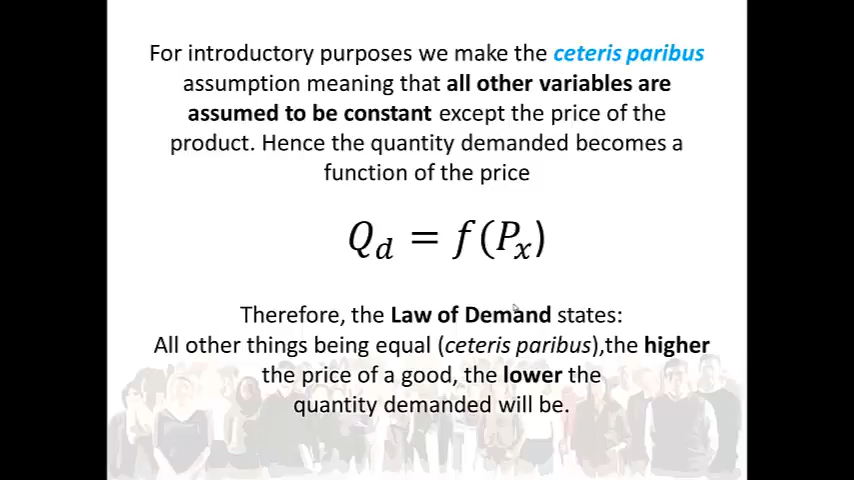 For introductory purposes we make the ceteris paribus
assumption meaning that all other variables are
assumed to be constant except the price of the
product. Hence the quantity demanded becomes a
function of the price
Q_d = f(P_x)
Therefore, the Law of Demand states:
All other things being equal (ceteris paribus),the higher
the price of a good, the lower the
quantity demanded will be.